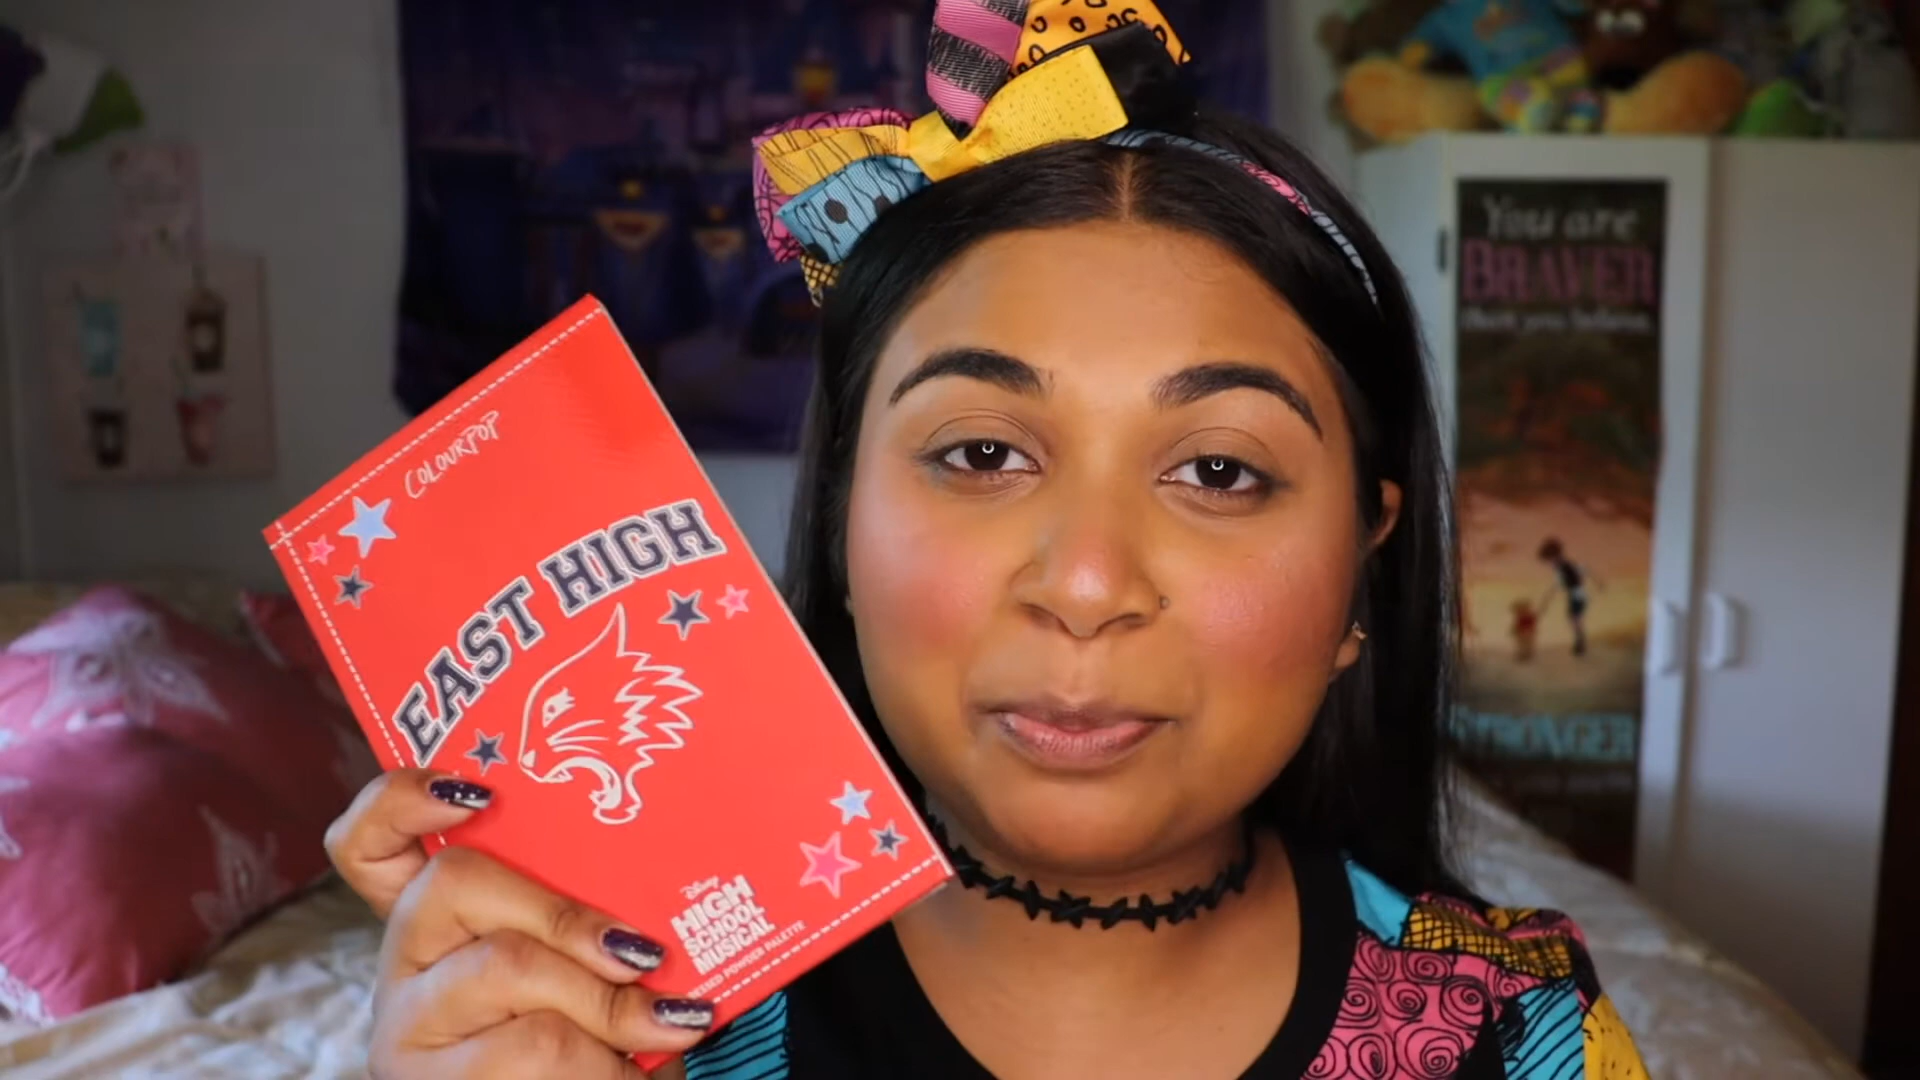 COLOURPOP
EAST HIGH
Disney
HIGH
SCHOOL
MUSICAL
PRESSED POWDER PALETTE
You are
BRAVER
than you believe
STRONGER